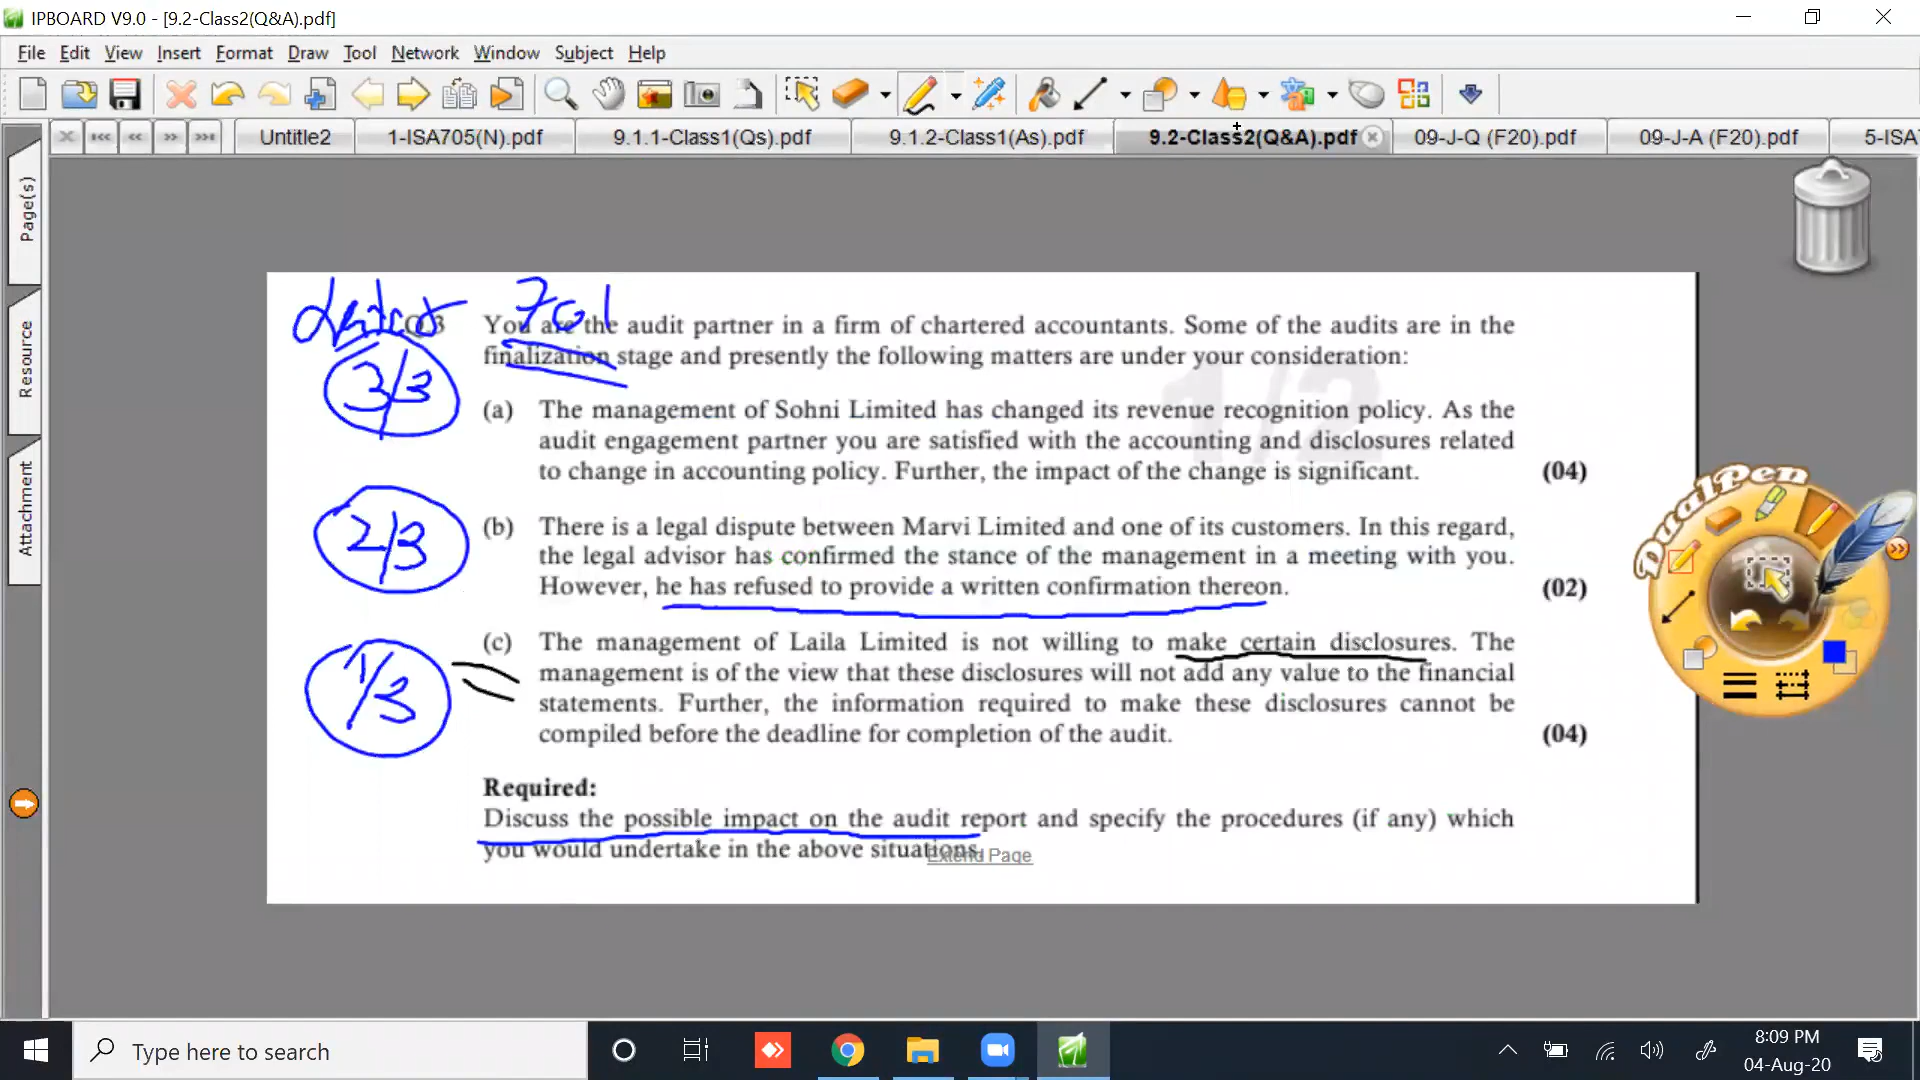 IPBOARD V9.0 - [9.2-Class2(Q&A).pdf]
File Edit View Insert Format Draw Tool Network Window Subject Help
Untitle2 1-ISA705(N).pdf 9.1.1-Class1(Qs).pdf 9.1.2-Class1(As).pdf 9.2-Class2(Q&A).pdf 09-J-Q (F20).pdf 09-J-A (F20).pdf 5-ISA7
Page(s)
Resource
Attachment
701
You are the audit partner in a firm of chartered accountants. Some of the audits are in the
finalization stage and presently the following matters are under your consideration:
3/3
1/2
(a) The management of Sohni Limited has changed its revenue recognition policy. As the
audit engagement partner you are satisfied with the accounting and disclosures related
to change in accounting policy. Further, the impact of the change is significant. (04)
2/3
(b) There is a legal dispute between Marvi Limited and one of its customers. In this regard,
the legal advisor has confirmed the stance of the management in a meeting with you.
However, he has refused to provide a written confirmation thereon. (02)
1/3
(c) The management of Laila Limited is not willing to make certain disclosures. The
management is of the view that these disclosures will not add any value to the financial
statements. Further, the information required to make these disclosures cannot be
compiled before the deadline for completion of the audit. (04)
Required:
Discuss the possible impact on the audit report and specify the procedures (if any) which
you would undertake in the above situations.
Extend Page
DualPen
Type here to search
8:09 PM
04-Aug-20